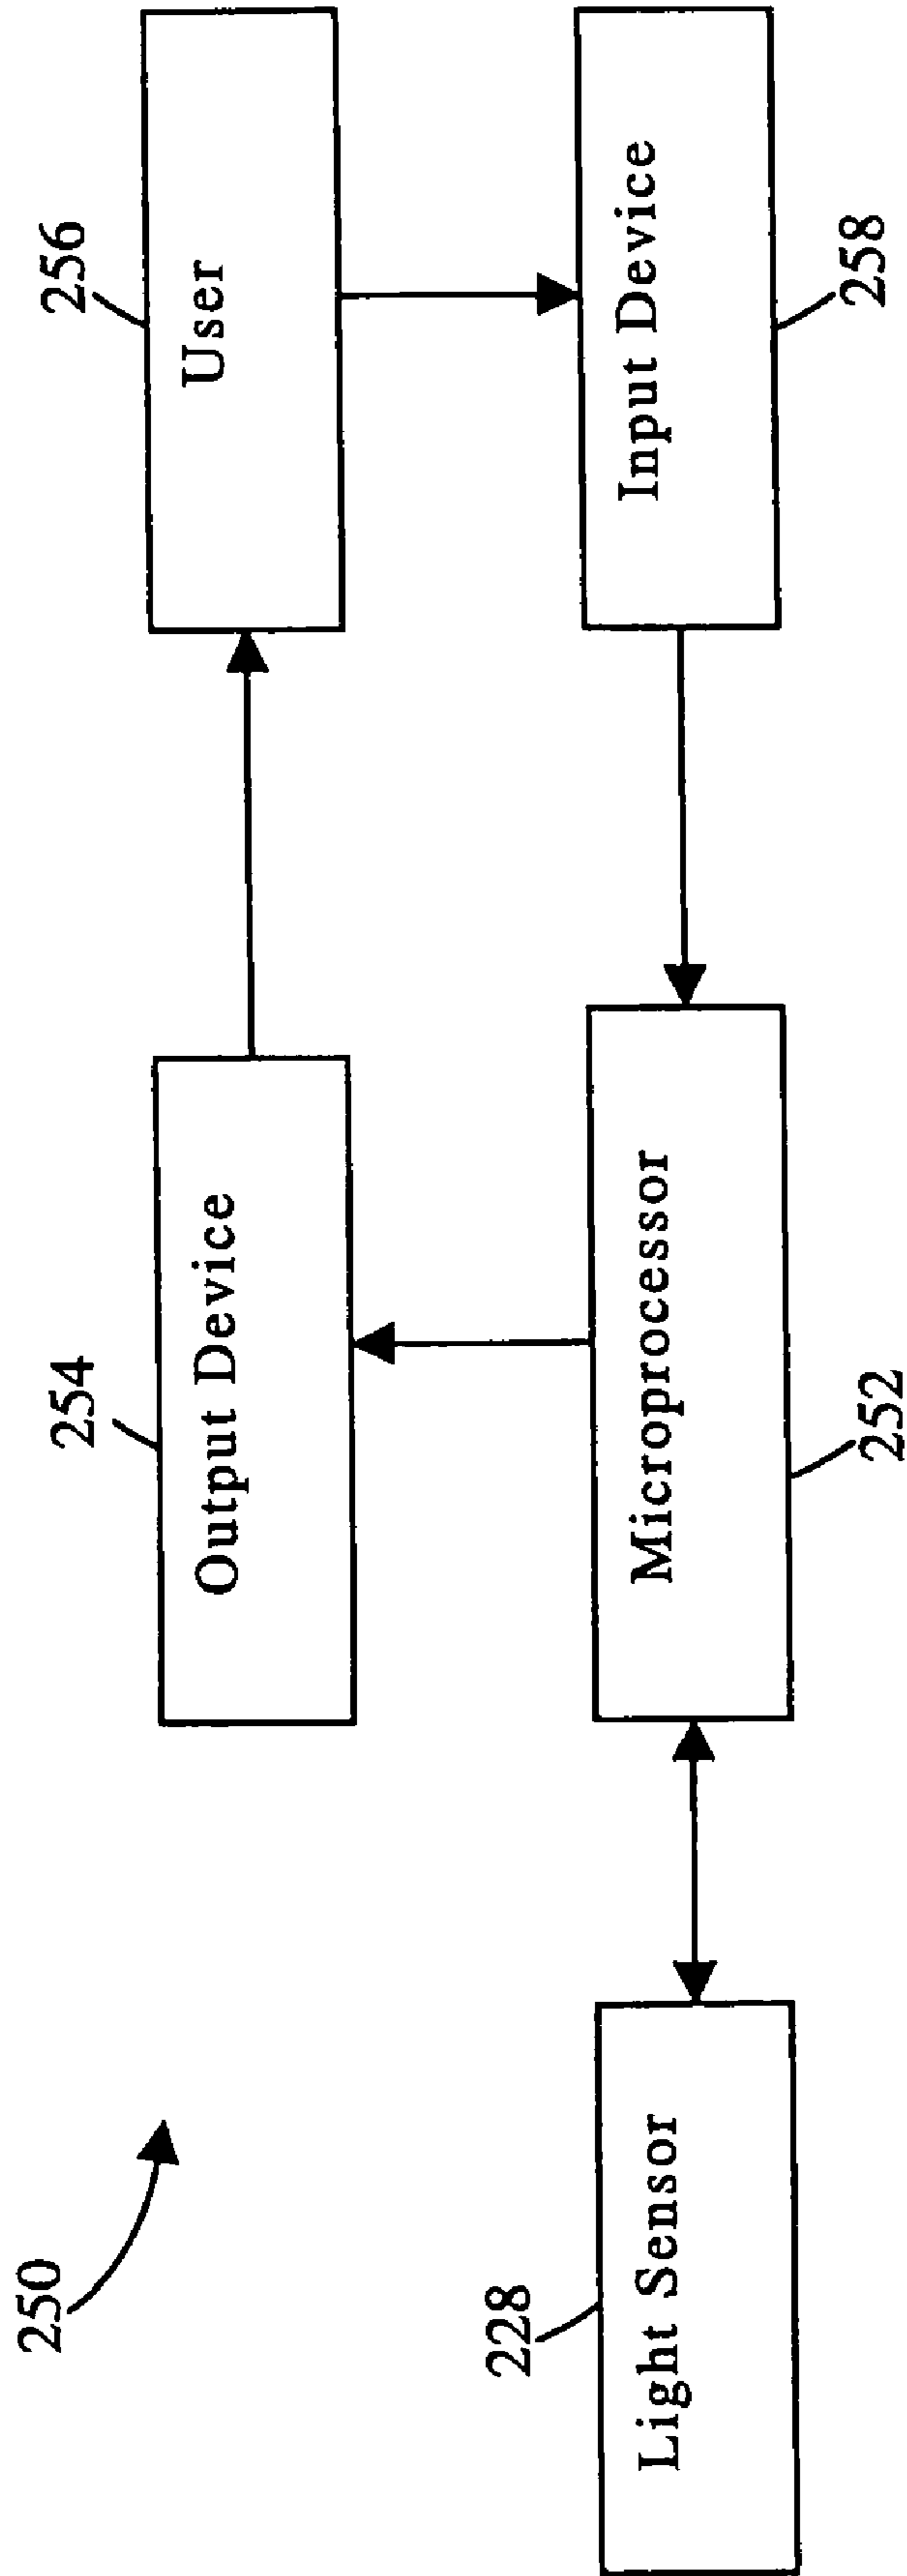 250
254
Output Device
256
User
228
Light Sensor
Microprocessor
252
Input Device
258